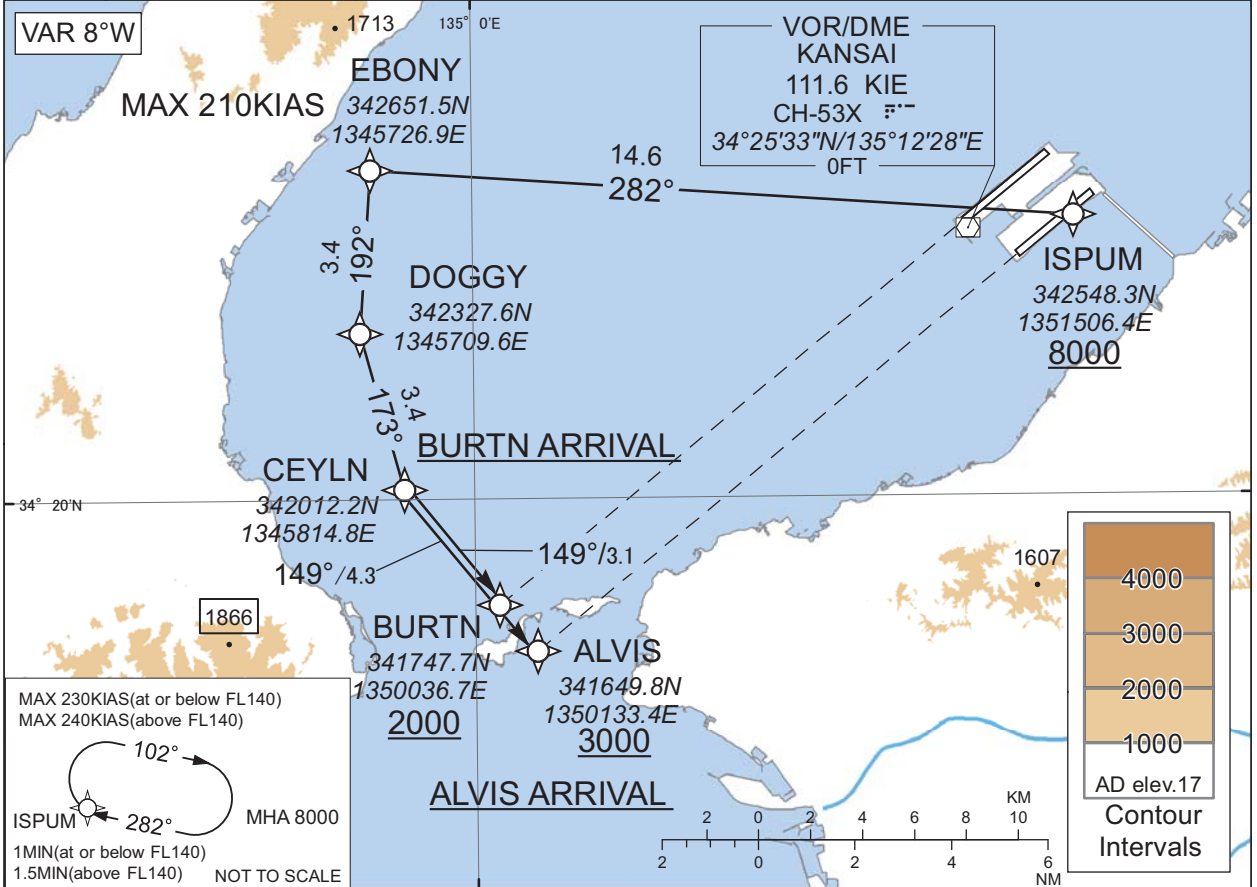 VAR 8°W
1713
135° 0′E
EBONY
MAX 210KIAS
342651.5N
1345726.9E
VOR/DME
KANSAI
111.6 KIE
CH-53X
34°25′33″N/135°12′28″E
0FT
14.6
282°
3.4
192°
DOGGY
342327.6N
1345709.6E
ISPUM
342548.3N
1351506.4E
8000
3.4
173°
BURTN ARRIVAL
CEYLN
342012.2N
1345814.8E
34° 20′N
149°/3.1
149°/4.3
1866
1607
BURTN
341747.7N
1350036.7E
2000
ALVIS
341649.8N
1350133.4E
3000
ALVIS ARRIVAL
MAX 230KIAS(at or below FL140)
MAX 240KIAS(above FL140)
102°
ISPUM
282°
MHA 8000
1MIN(at or below FL140)
1.5MIN(above FL140)
NOT TO SCALE
KM
2 0 2 4 6 8 10
2 0 2 4 6
NM
4000
3000
2000
1000
AD elev.17
Contour
Intervals